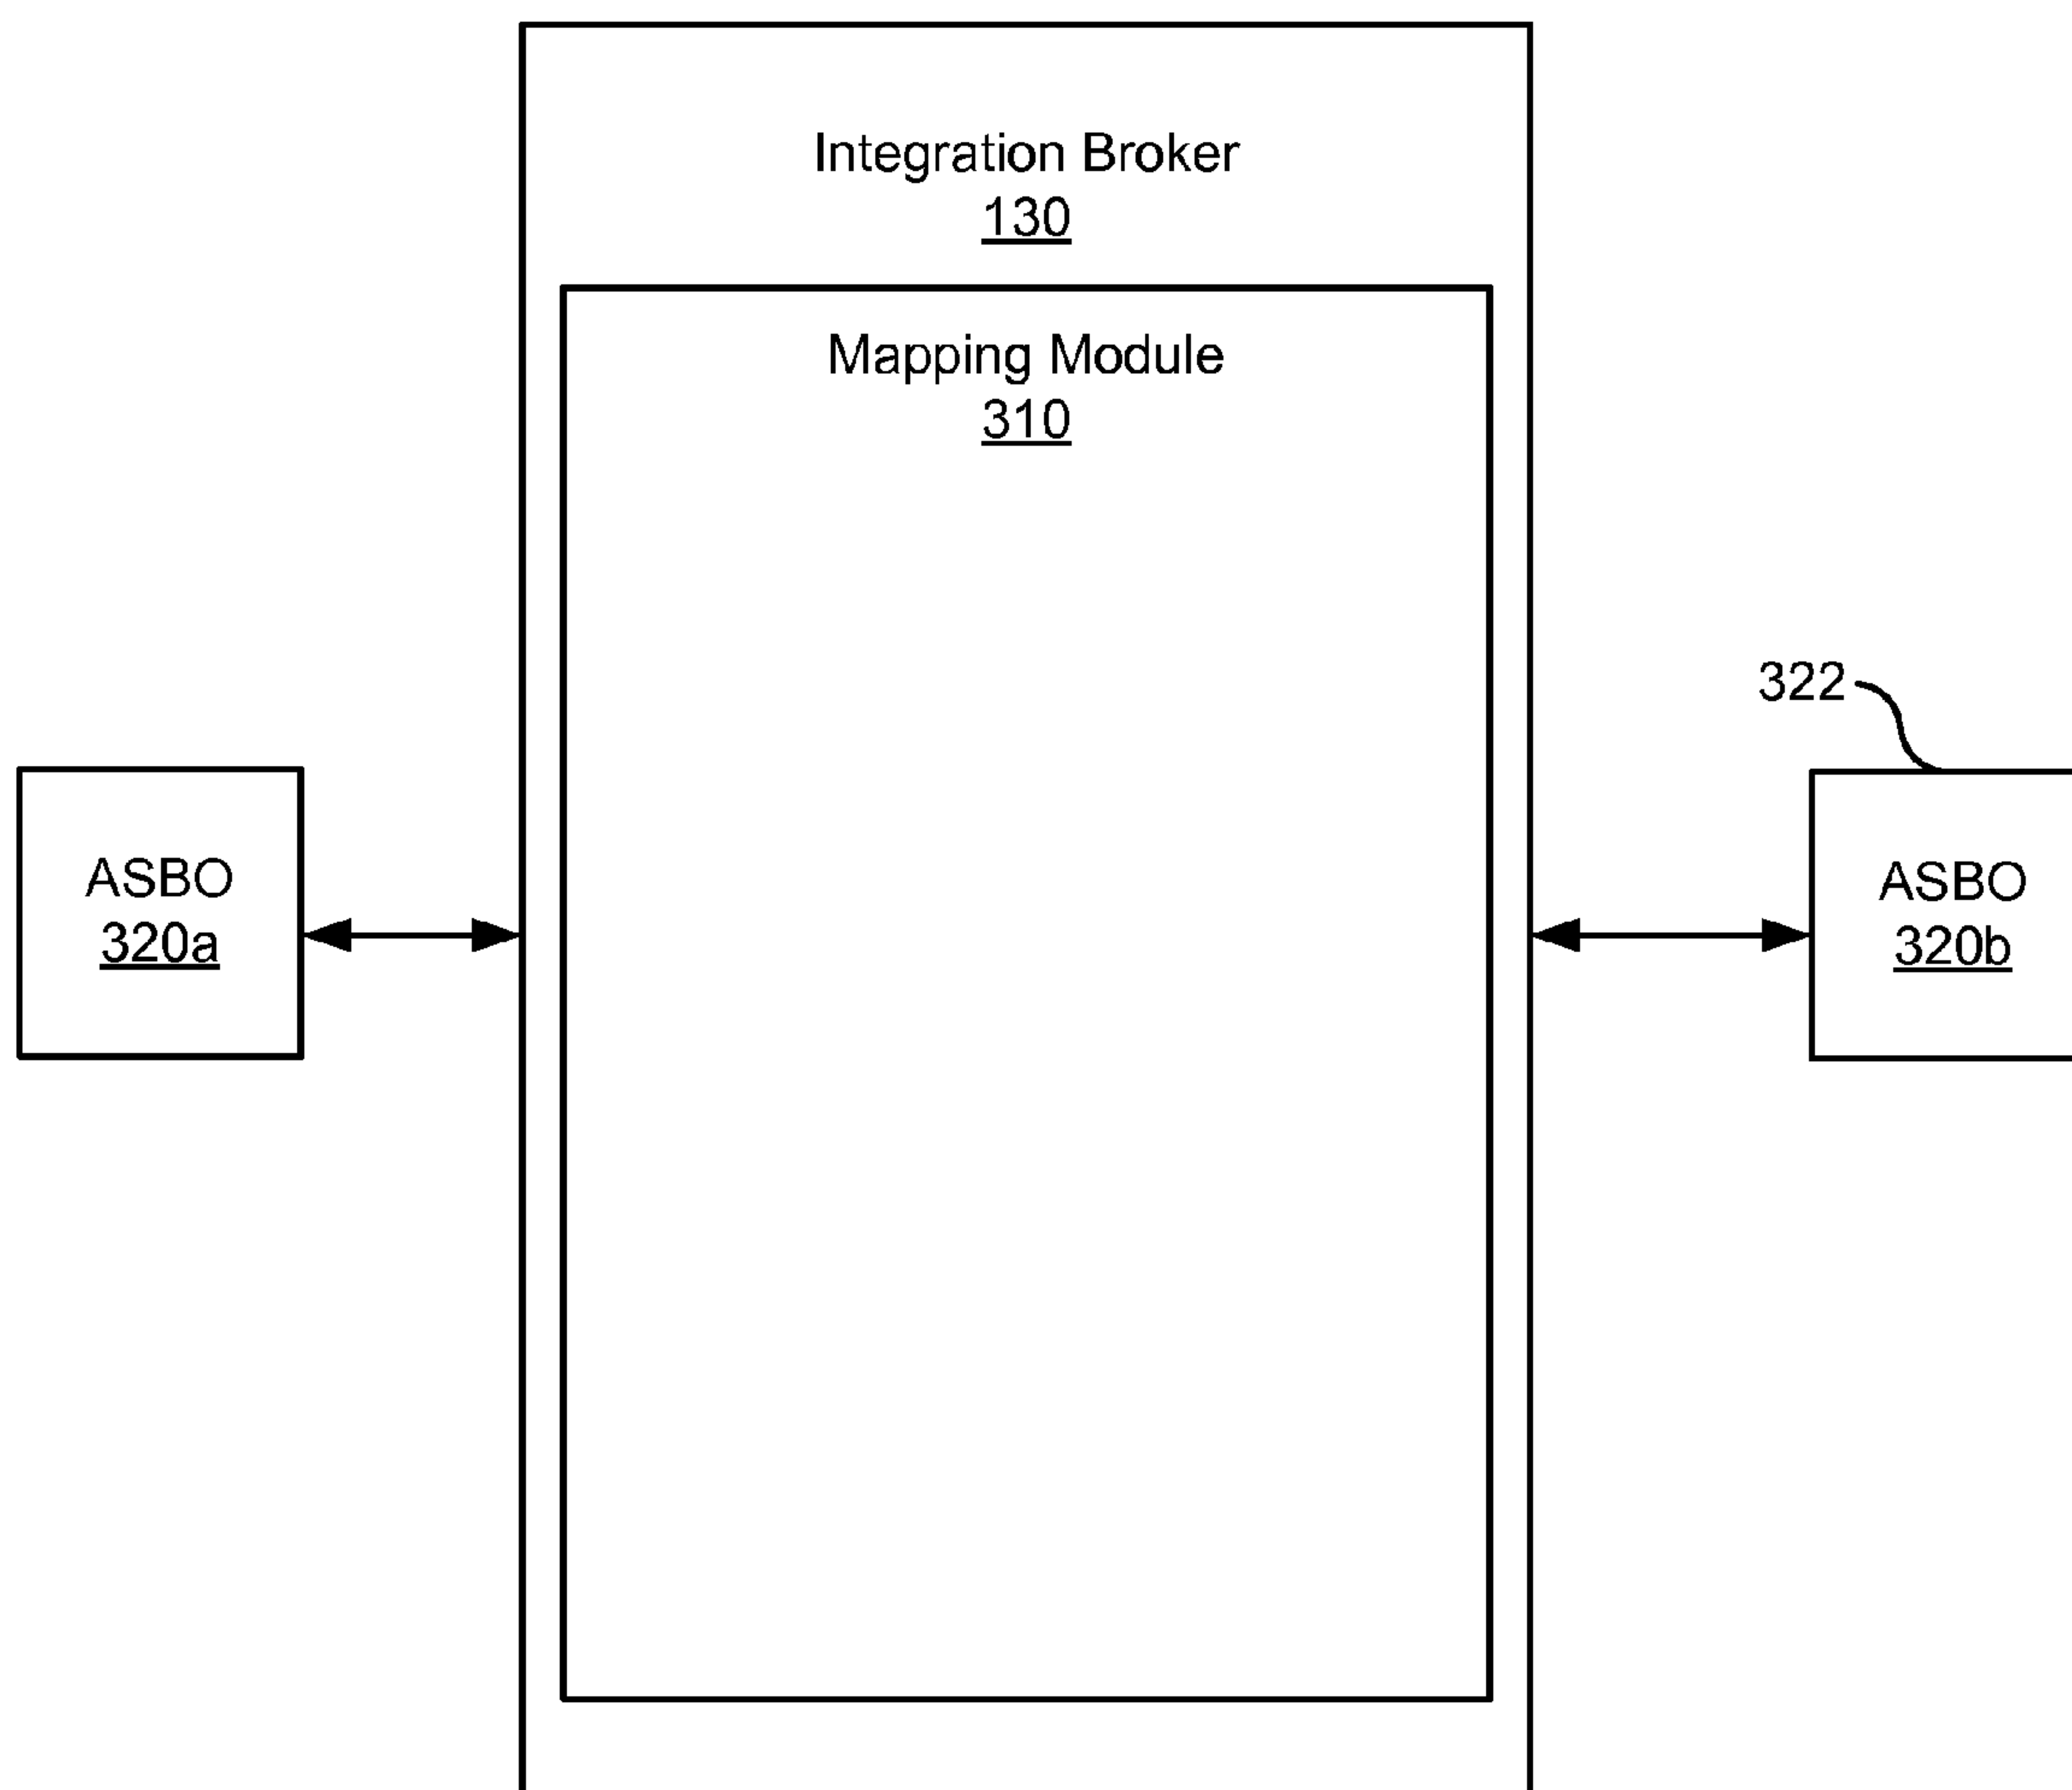 Integration Broker
130
Mapping Module
310
322
ASBO
320a
ASBO
320b